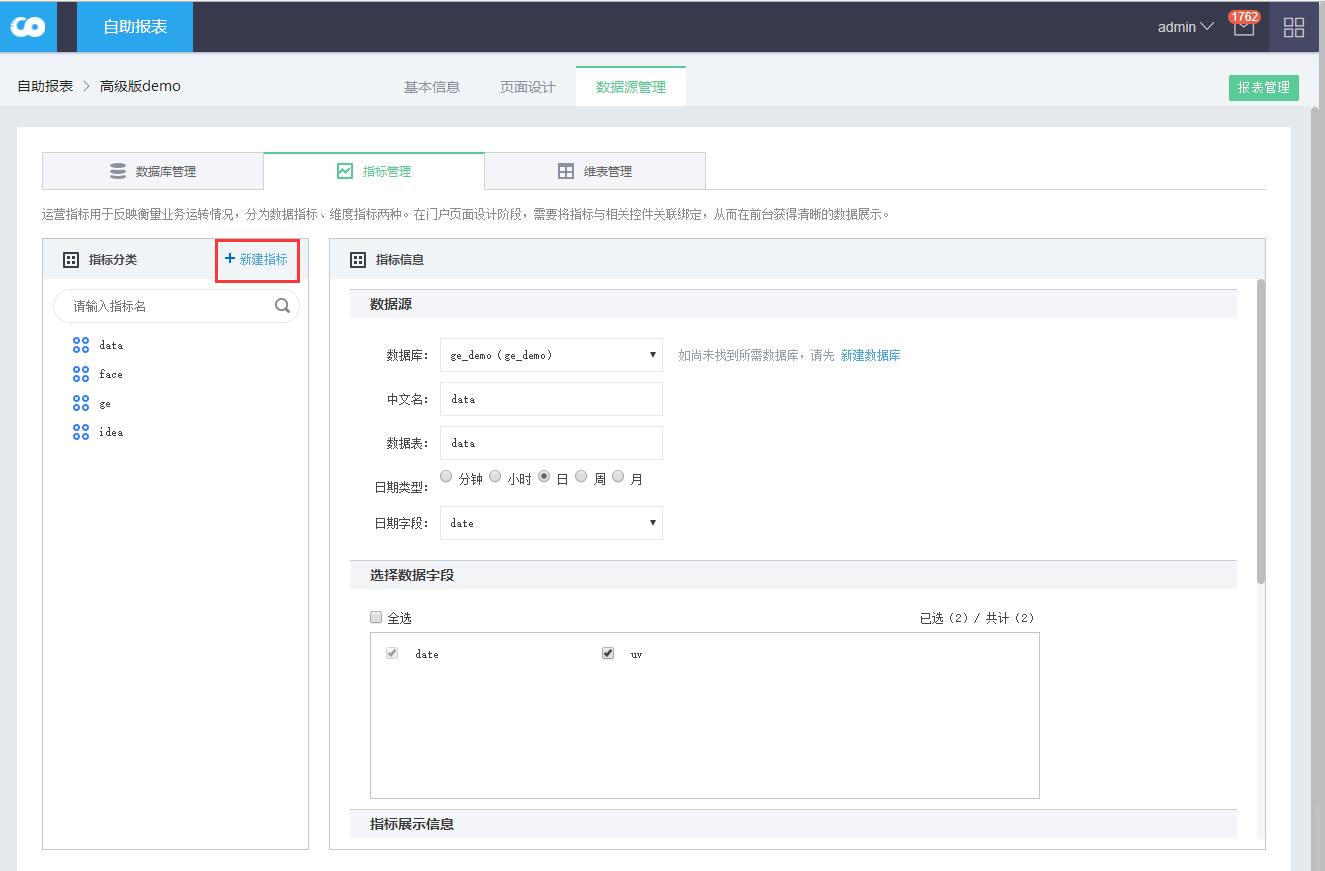 自助报表
admin
1762
自助报表 > 高级版demo
基本信息 页面设计 数据源管理
报表管理
数据库管理 指标管理 维表管理
运营指标用于反映衡量业务运转情况，分为数据指标、维度指标两种。在门户页面设计阶段，需要将指标与相关控件关联绑定，从而在前台获得清晰的数据展示。
指标分类 + 新建指标
请输入指标名
data
face
ge
idea
指标信息
数据源
数据库： ge_demo（ge_demo） 如尚未找到所需数据库，请先 新建数据库
中文名： data
数据表： data
日期类型： 分钟 小时 日 周 月
日期字段： date
选择数据字段
全选 已选（2）/ 共计（2）
date uv
指标展示信息